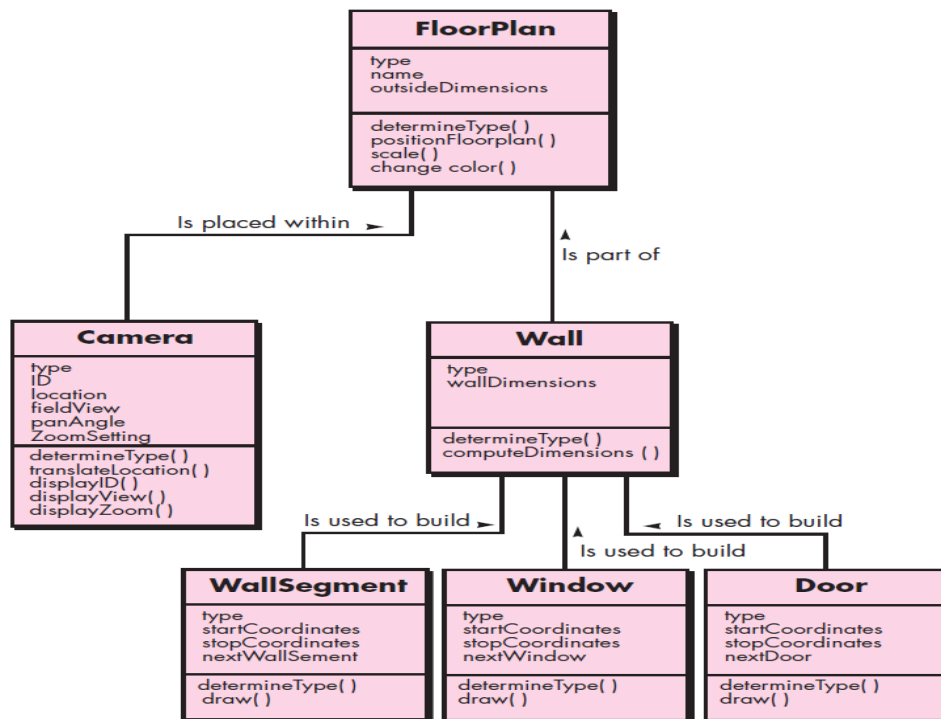 FloorPlan
type
name
outsideDimensions
determineType( )
positionFloorplan( )
scale( )
change color( )
Is placed within
Is part of
Camera
type
ID
location
fieldView
panAngle
ZoomSetting
determineType( )
translateLocation( )
displayID( )
displayView( )
displayZoom( )
Wall
type
wallDimensions
determineType( )
computeDimensions ( )
Is used to build
Is used to build
Is used to build
WallSegment
type
startCoordinates
stopCoordinates
nextWallSement
determineType( )
draw( )
Window
type
startCoordinates
stopCoordinates
nextWindow
determineType( )
draw( )
Door
type
startCoordinates
stopCoordinates
nextDoor
determineType( )
draw( )